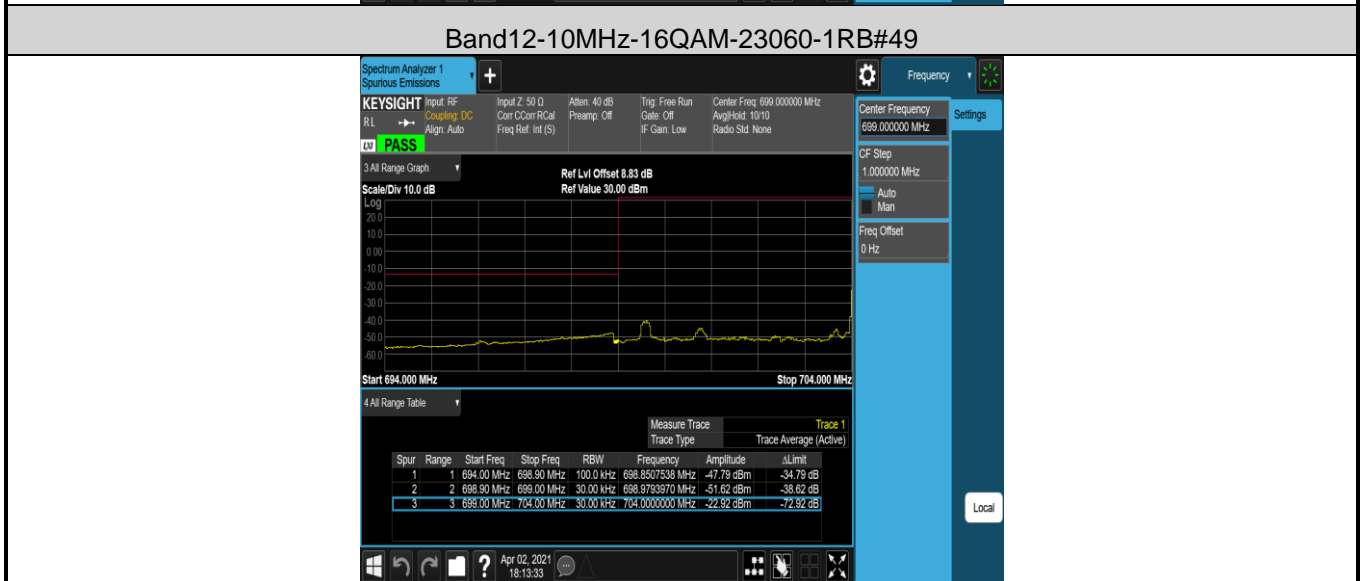 Band12-10MHz-16QAM-23060-1RB#49
Spectrum Analyzer 1
Spurious Emissions
+
Frequency
KEYSIGHT
RL
LXI PASS
Input: RF
Coupling: DC
Align: Auto
Input Z: 50 Ω
Corr CCorr RCal
Freq Ref: Int (S)
Atten: 40 dB
Preamp: Off
Trig: Free Run
Gate: Off
IF Gain: Low
Center Freq: 699.000000 MHz
Avg|Hold: 10/10
Radio Std: None
Center Frequency
699.000000 MHz
Settings
CF Step
1.000000 MHz
Auto
Man
Freq Offset
0 Hz
3 All Range Graph
Ref Lvl Offset 8.83 dB
Scale/Div 10.0 dB
Ref Value 30.00 dBm
Log
20.0
10.0
0.00
-10.0
-20.0
-30.0
-40.0
-50.0
-60.0
Start 694.000 MHz
Stop 704.000 MHz
4 All Range Table
Measure Trace Trace 1
Trace Type Trace Average (Active)
Spur Range Start Freq Stop Freq RBW Frequency Amplitude ΔLimit
1 1 694.00 MHz 698.90 MHz 100.0 kHz 698.8507538 MHz -47.79 dBm -34.79 dB
2 2 698.90 MHz 699.00 MHz 30.00 kHz 698.9793970 MHz -51.62 dBm -38.62 dB
3 3 699.00 MHz 704.00 MHz 30.00 kHz 704.0000000 MHz -22.92 dBm -72.92 dB
Local
?
Apr 02, 2021
18:13:33